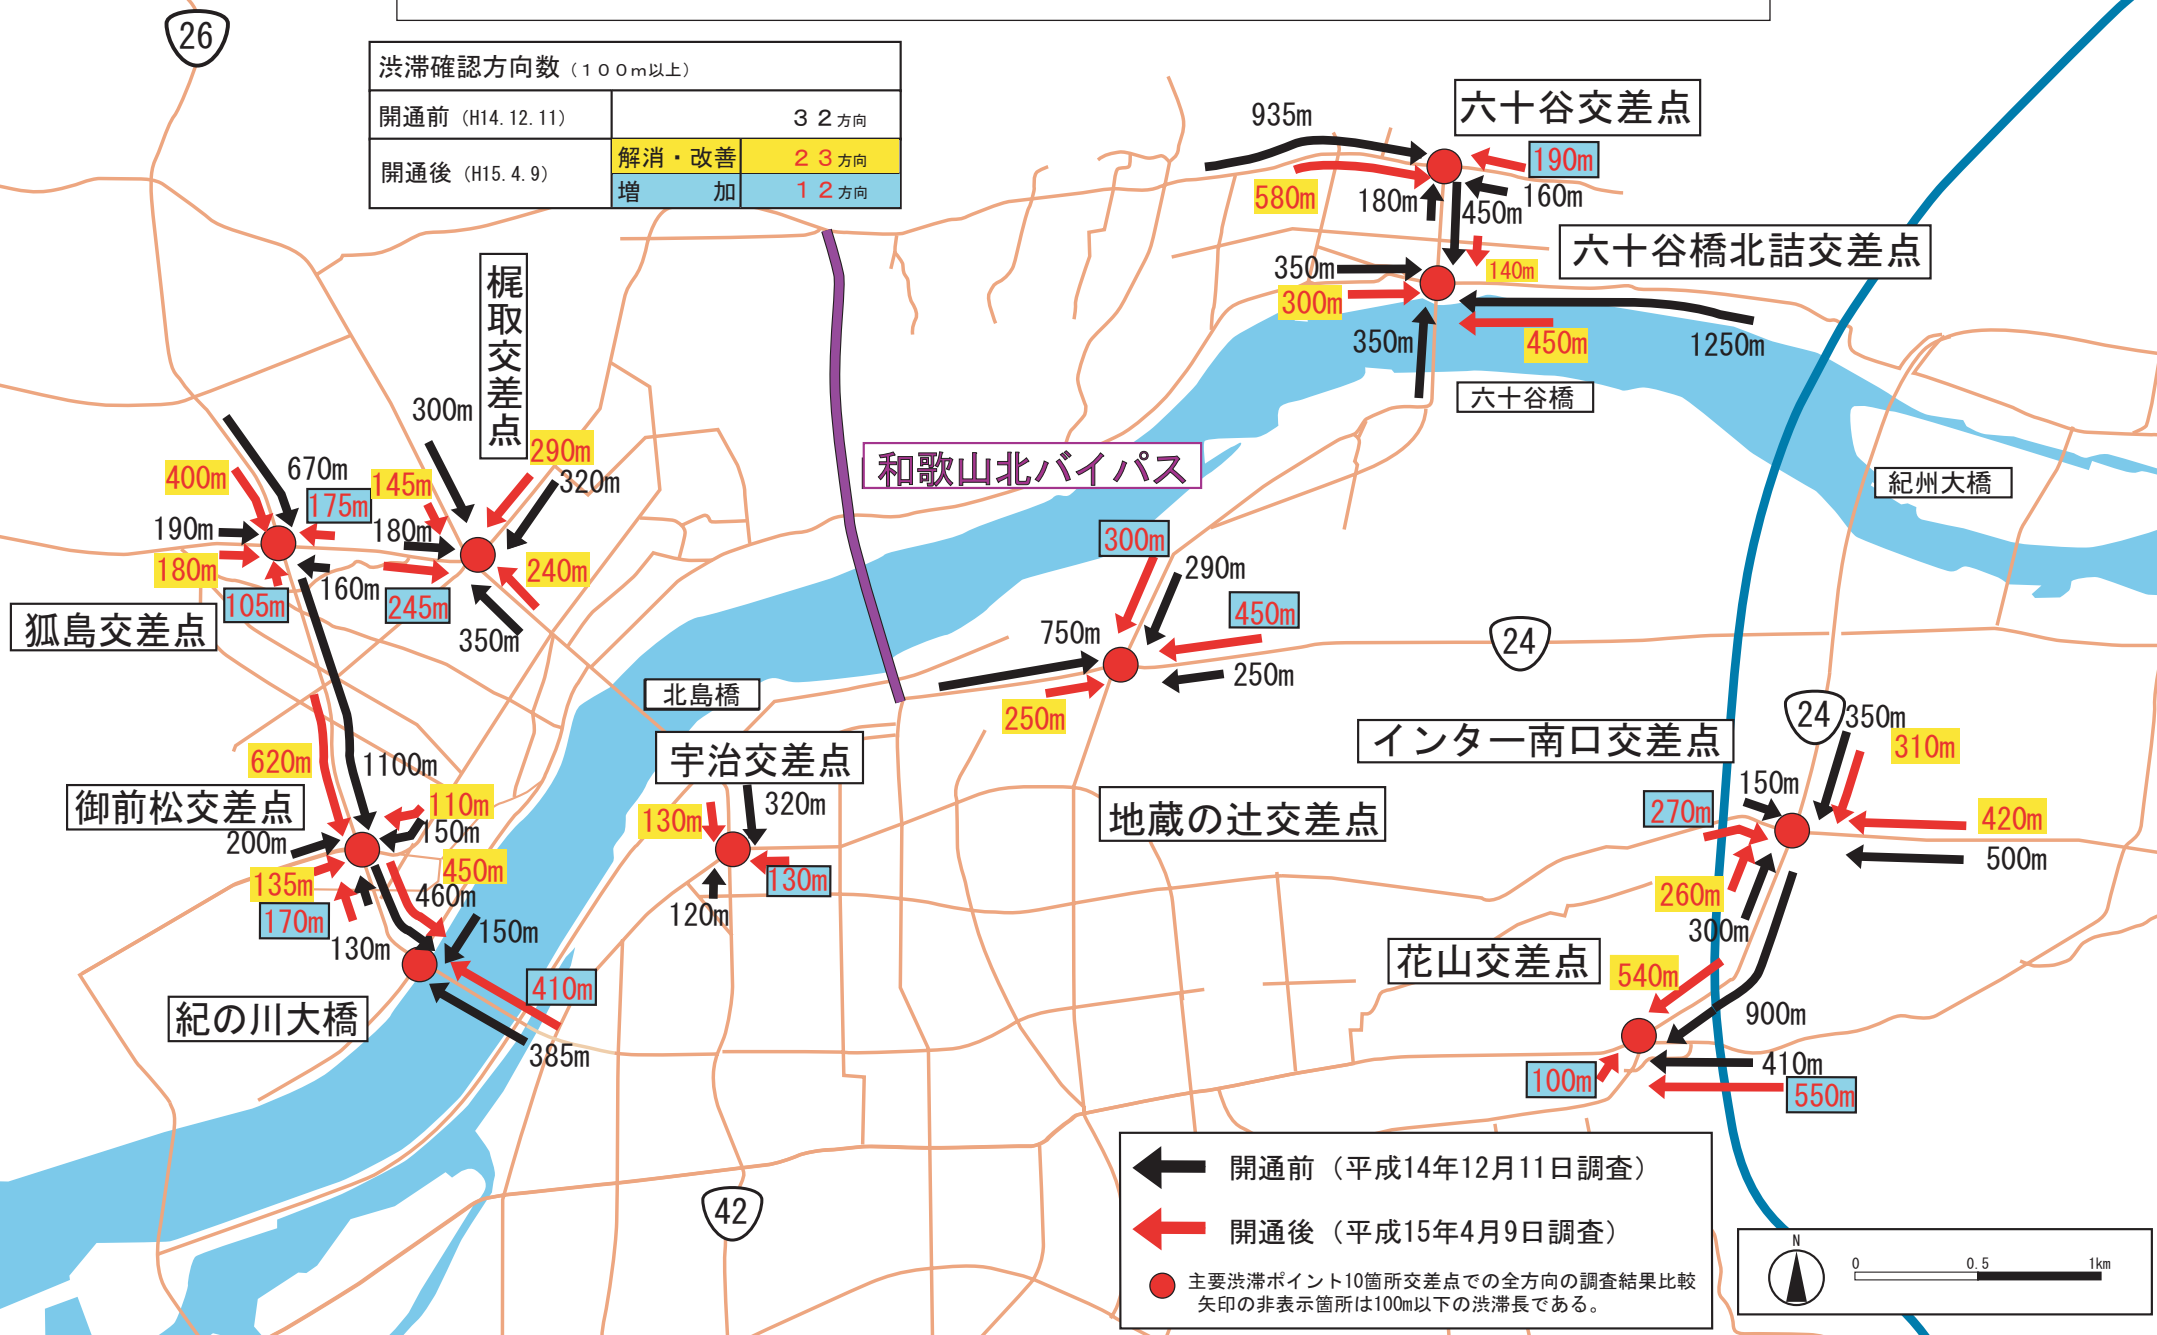 26
渋滞確認方向数（１００ｍ以上）
開通前（H14.12.11）
３２方向
開通後（H15.4.9）
解消・改善
２３方向
増　　加
１２方向
六十谷交差点
935m
190m
580m
180m
450m
160m
六十谷橋北詰交差点
350m
140m
300m
350m
450m
1250m
六十谷橋
紀州大橋
梶取交差点
300m
290m
320m
400m
670m
175m
145m
190m
180m
180m
160m
240m
105m
245m
350m
狐島交差点
和歌山北バイパス
300m
290m
450m
750m
250m
250m
24
北島橋
宇治交差点
320m
130m
130m
120m
地蔵の辻交差点
インター南口交差点
24
350m
310m
150m
270m
420m
500m
260m
300m
620m
1100m
御前松交差点
110m
150m
200m
135m
450m
460m
170m
130m
150m
410m
385m
紀の川大橋
花山交差点
540m
900m
410m
100m
550m
42
開通前（平成14年12月11日調査）
開通後（平成15年4月9日調査）
主要渋滞ポイント10箇所交差点での全方向の調査結果比較
矢印の非表示箇所は100m以下の渋滞長である。
N
0
0.5
1km